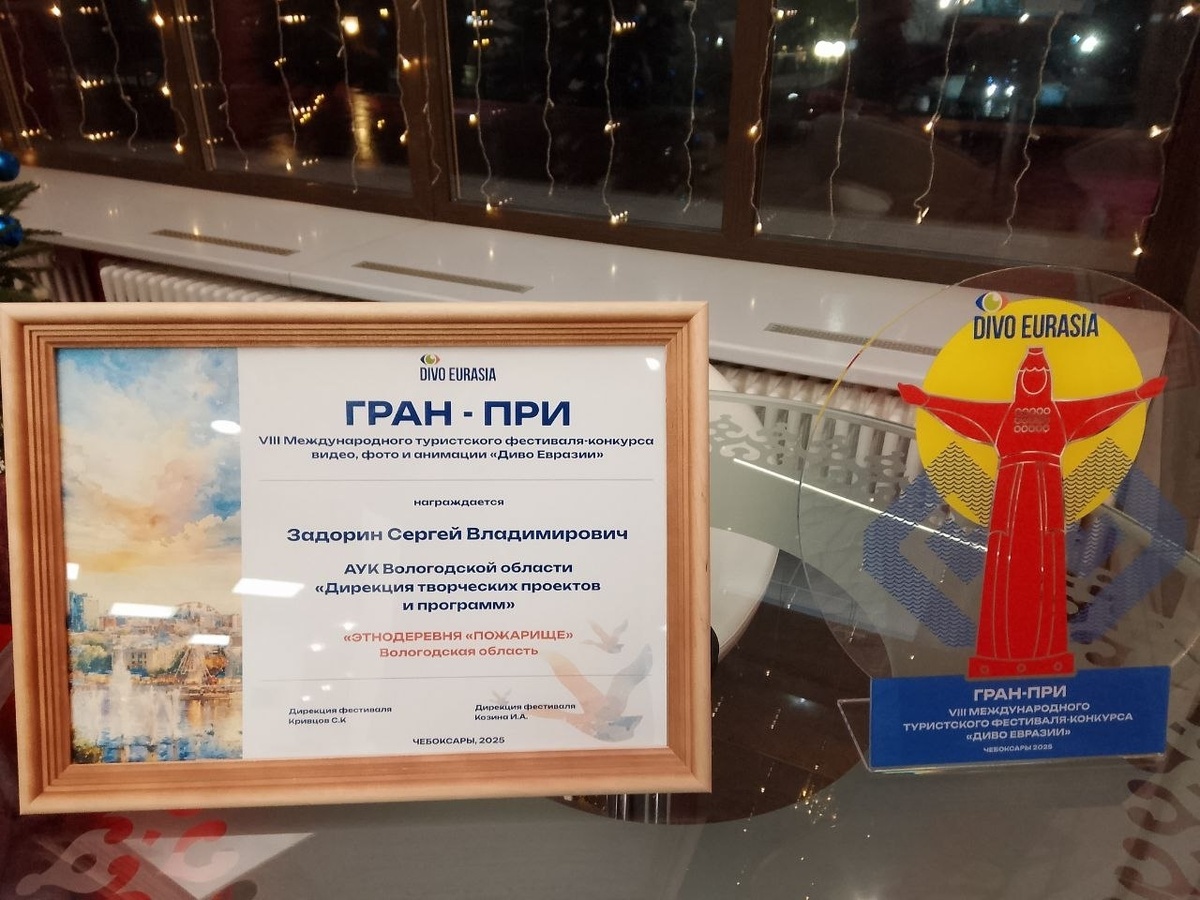 DIVO EURASIA
ГРАН - ПРИ
VIII Международного туристского фестиваля-конкурса
видео, фото и анимации «Диво Евразии»
награждается
Задорин Сергей Владимирович
АУК Вологодской области
«Дирекция творческих проектов
и программ»
«ЭТНОДЕРЕВНЯ «ПОЖАРИЩЕ»
Вологодская область
Дирекция фестиваля
Кривцов С.К
Дирекция фестиваля
Козина И.А.
ЧЕБОКСАРЫ, 2025
DIVO EURASIA
ГРАН-ПРИ
VIII МЕЖДУНАРОДНОГО
ТУРИСТСКОГО ФЕСТИВАЛЯ-КОНКУРСА
«ДИВО ЕВРАЗИИ»
ЧЕБОКСАРЫ 2025